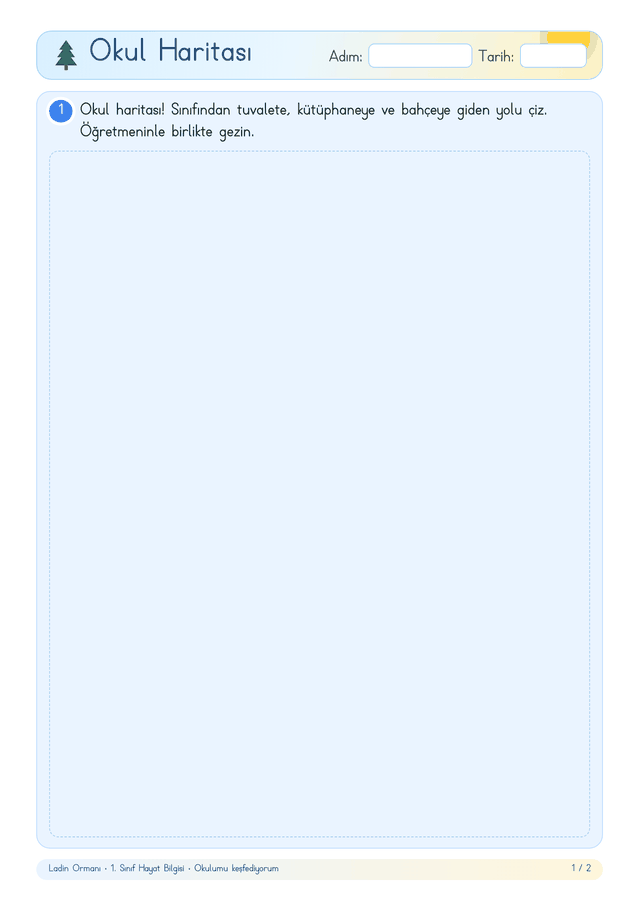 Okul Haritası
Adım:
Tarih:
1
Okul haritası! Sınıfından tuvalete, kütüphaneye ve bahçeye giden yolu çiz.
Öğretmeninle birlikte gezin.
Ladin Ormanı • 1. Sınıf Hayat Bilgisi • Okulumu keşfediyorum
1 / 2